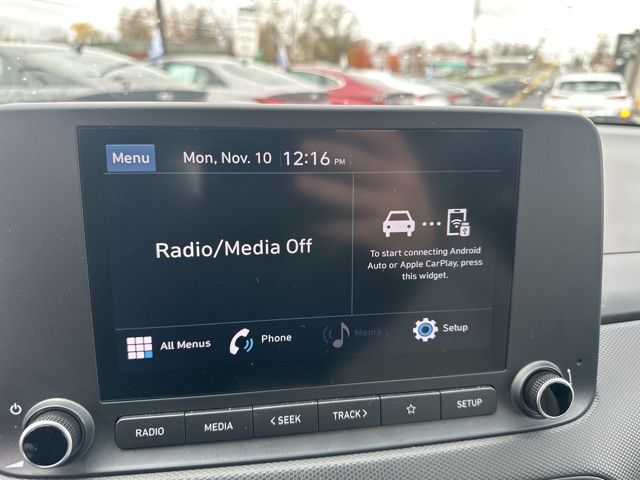 Menu Mon, Nov. 10 12:16 PM
Radio/Media Off
To start connecting Android
Auto or Apple CarPlay, press
this widget.
All Menus Phone Media Setup
RADIO MEDIA < SEEK TRACK > SETUP